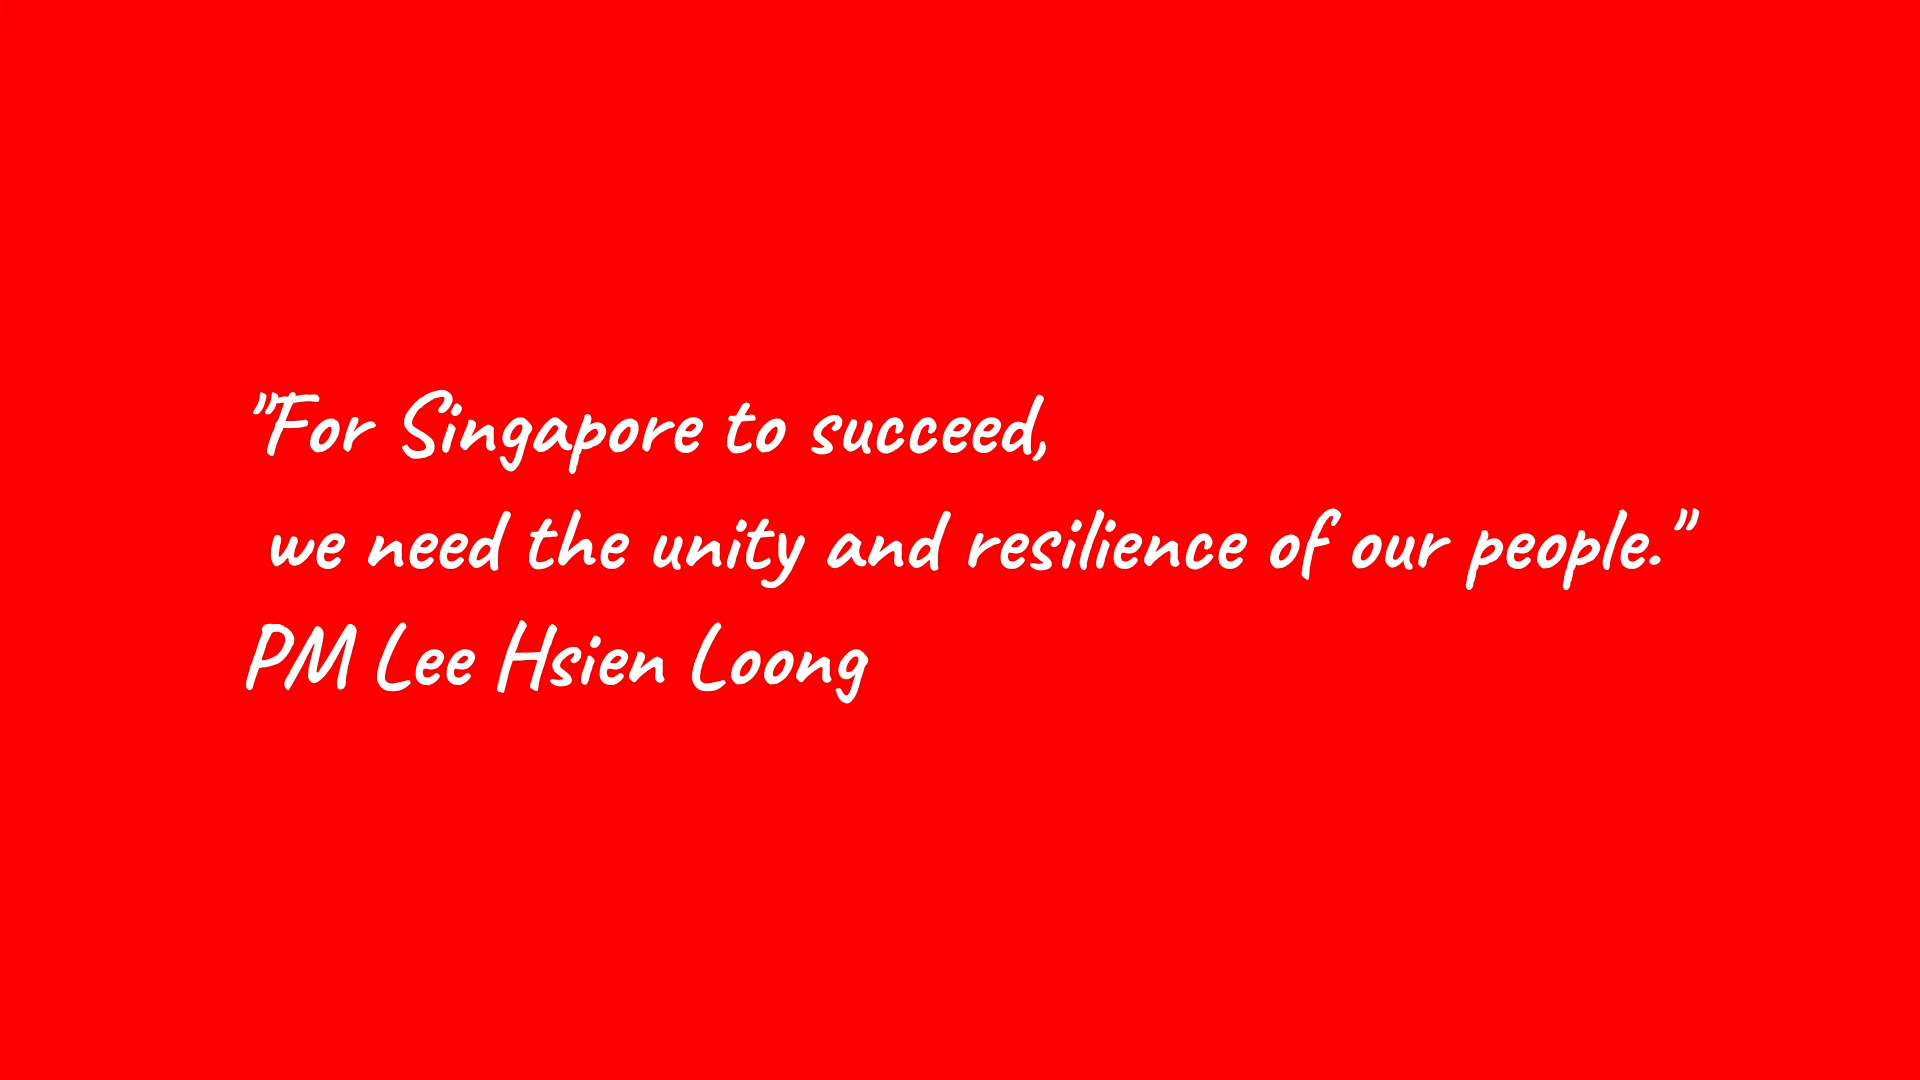 "For Singapore to succeed,
we need the unity and resilience of our people."
PM Lee Hsien Loong